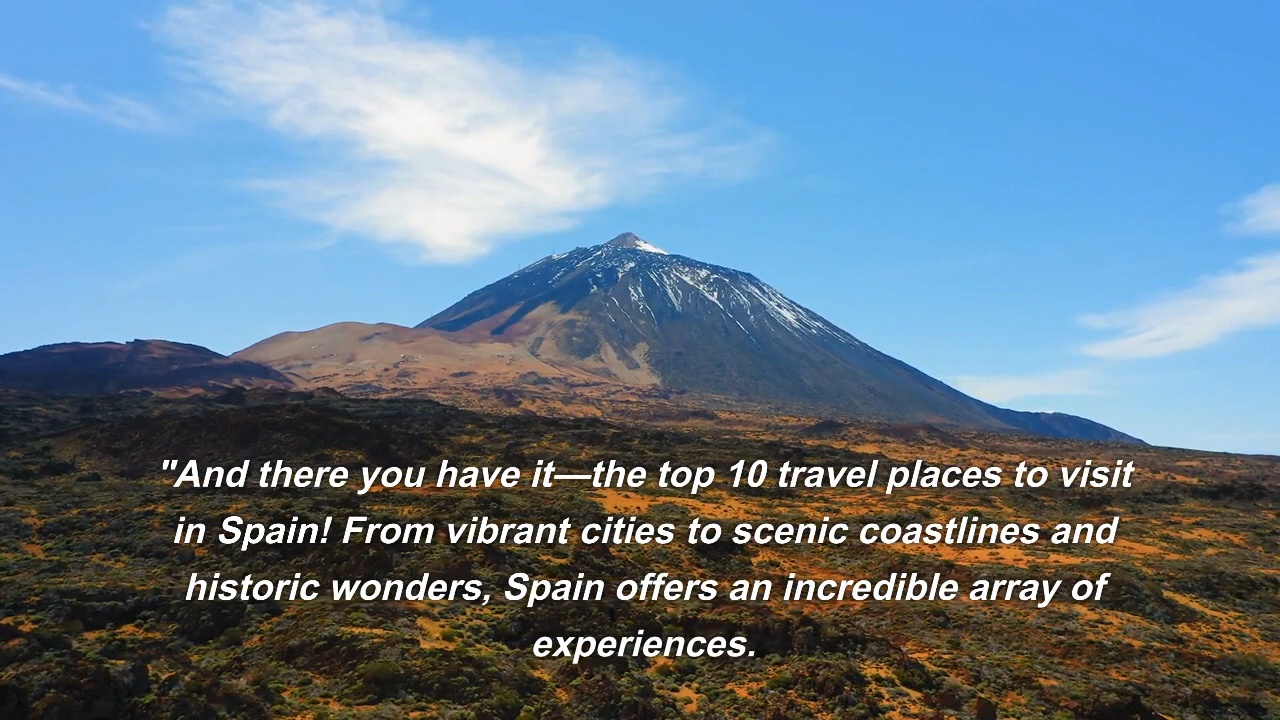 "And there you have it—the top 10 travel places to visit
in Spain! From vibrant cities to scenic coastlines and
historic wonders, Spain offers an incredible array of
experiences.